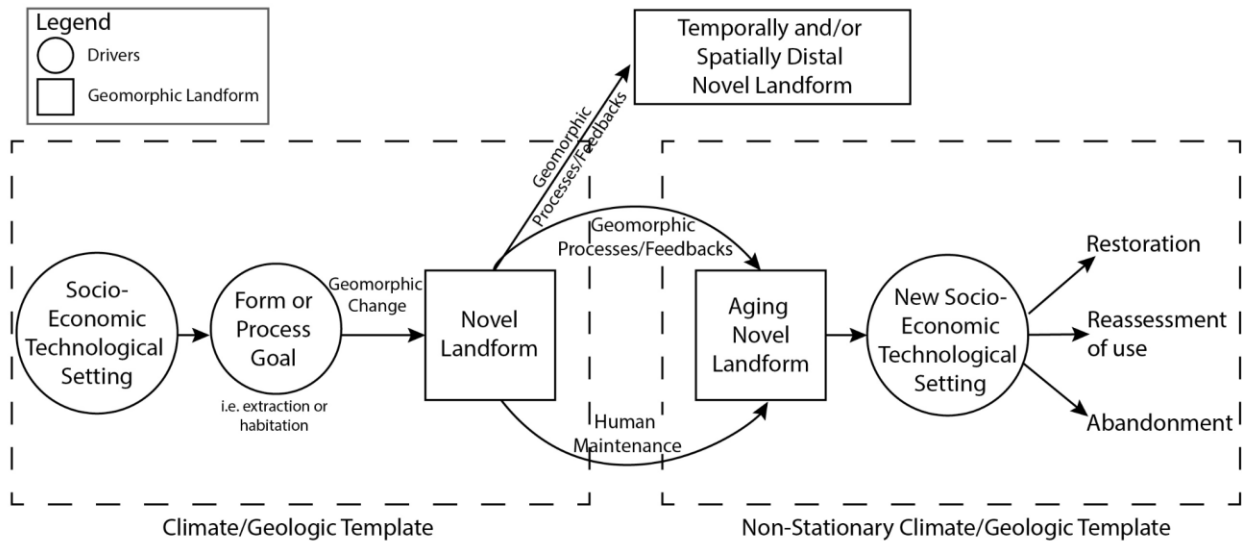 Legend
Drivers
Geomorphic Landform
Temporally and/or
Spatially Distal
Novel Landform
Geomorphic
Processes/Feedbacks
Geomorphic
Processes/Feedbacks
Socio-
Economic
Technological
Setting
Form or
Process
Goal
i.e. extraction or
habitation
Geomorphic
Change
Novel
Landform
Human
Maintenance
Aging
Novel
Landform
New Socio-
Economic
Technological
Setting
Restoration
Reassessment
of use
Abandonment
Climate/Geologic Template
Non-Stationary Climate/Geologic Template